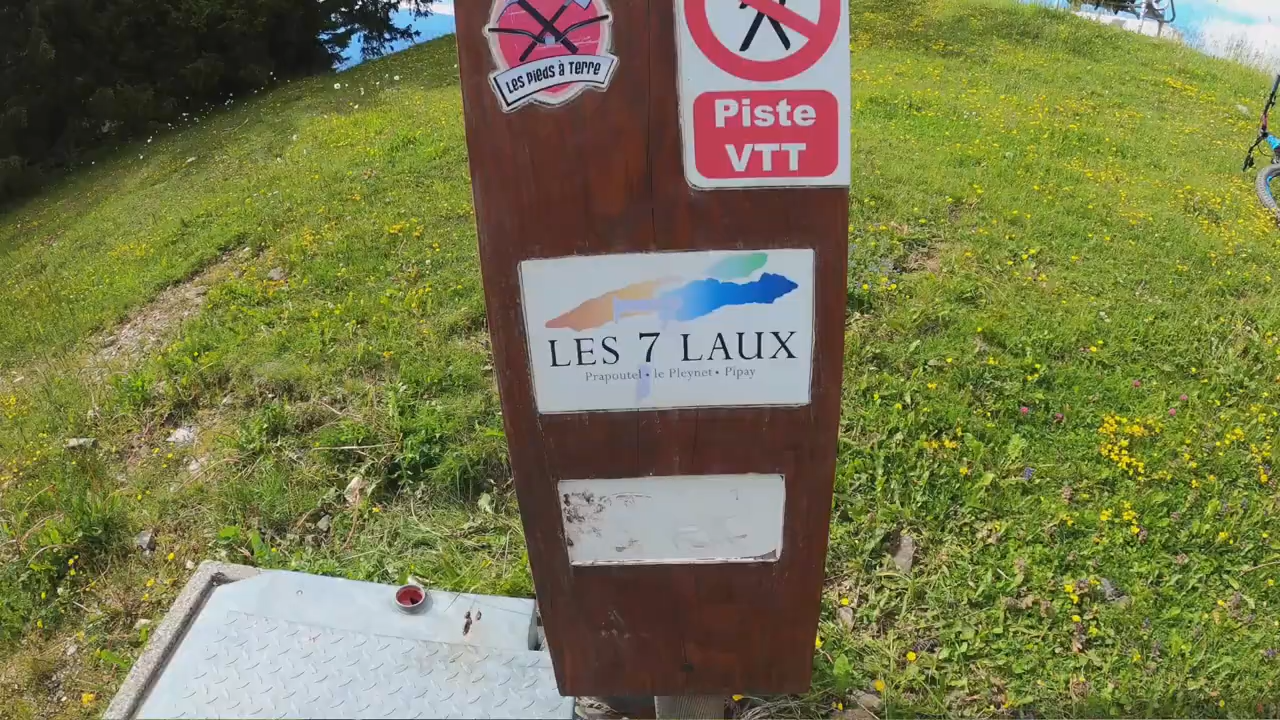 Les Pieds à Terre
Piste
VTT
LES 7 LAUX
Prapoutel • le Pleynet • Pipay